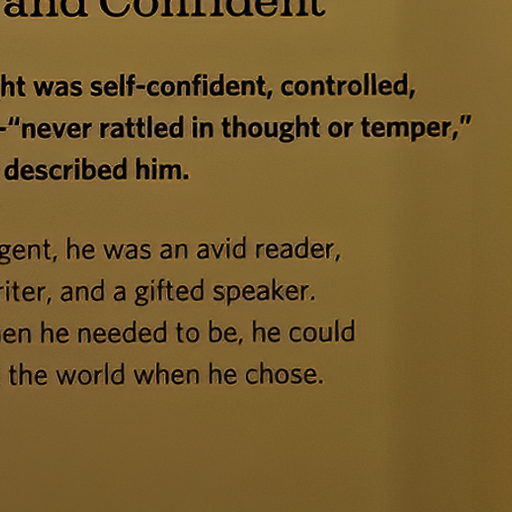 and Confident
ht was self-confident, controlled,
-“never rattled in thought or temper,”
described him.
gent, he was an avid reader,
riter, and a gifted speaker.
en he needed to be, he could
the world when he chose.